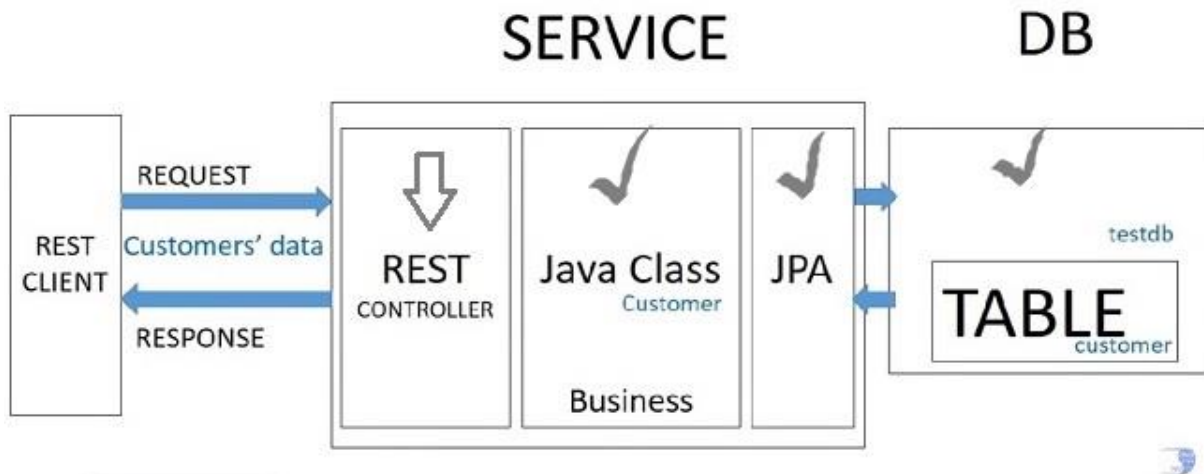 SERVICE
DB
REQUEST
Customers’ data
RESPONSE
REST
CLIENT
REST
CONTROLLER
Java Class
Customer
Business
JPA
testdb
TABLE
customer